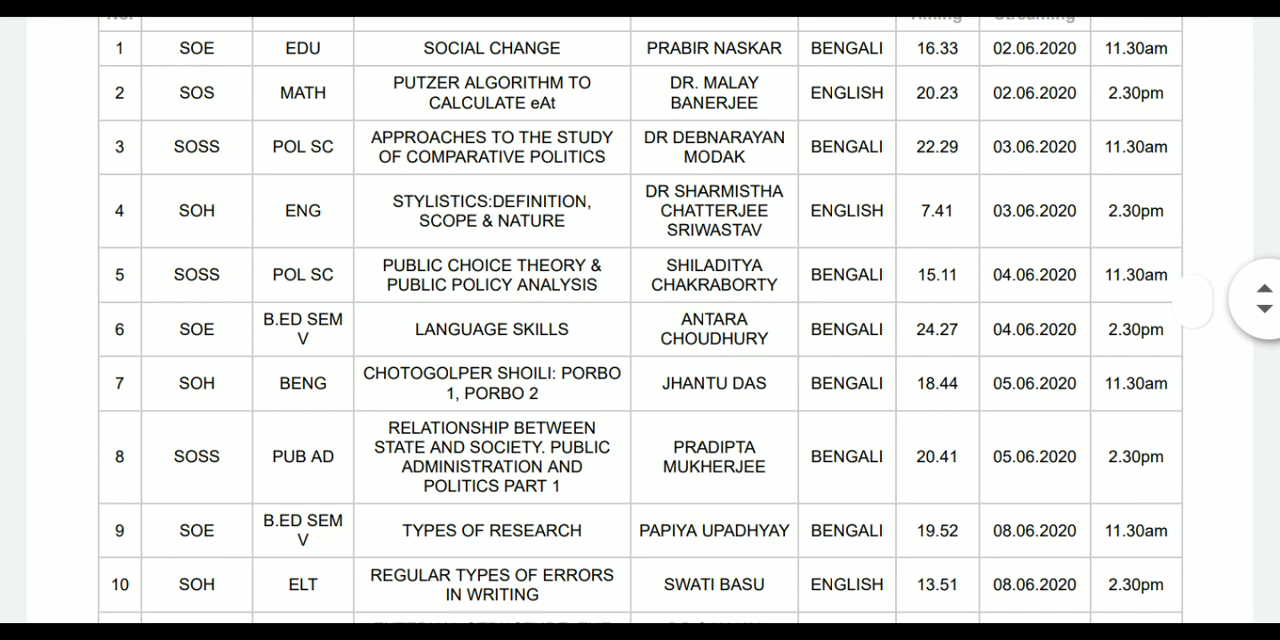 No. Timing Streaming
1 SOE EDU SOCIAL CHANGE PRABIR NASKAR BENGALI 16.33 02.06.2020 11.30am
2 SOS MATH PUTZER ALGORITHM TO CALCULATE eAt DR. MALAY BANERJEE ENGLISH 20.23 02.06.2020 2.30pm
3 SOSS POL SC APPROACHES TO THE STUDY OF COMPARATIVE POLITICS DR DEBNARAYAN MODAK BENGALI 22.29 03.06.2020 11.30am
4 SOH ENG STYLISTICS:DEFINITION, SCOPE & NATURE DR SHARMISTHA CHATTERJEE SRIWASTAV ENGLISH 7.41 03.06.2020 2.30pm
5 SOSS POL SC PUBLIC CHOICE THEORY & PUBLIC POLICY ANALYSIS SHILADITYA CHAKRABORTY BENGALI 15.11 04.06.2020 11.30am
6 SOE B.ED SEM V LANGUAGE SKILLS ANTARA CHOUDHURY BENGALI 24.27 04.06.2020 2.30pm
7 SOH BENG CHOTOGOLPER SHOILI: PORBO 1, PORBO 2 JHANTU DAS BENGALI 18.44 05.06.2020 11.30am
8 SOSS PUB AD RELATIONSHIP BETWEEN STATE AND SOCIETY. PUBLIC ADMINISTRATION AND POLITICS PART 1 PRADIPTA MUKHERJEE BENGALI 20.41 05.06.2020 2.30pm
9 SOE B.ED SEM V TYPES OF RESEARCH PAPIYA UPADHYAY BENGALI 19.52 08.06.2020 11.30am
10 SOH ELT REGULAR TYPES OF ERRORS IN WRITING SWATI BASU ENGLISH 13.51 08.06.2020 2.30pm